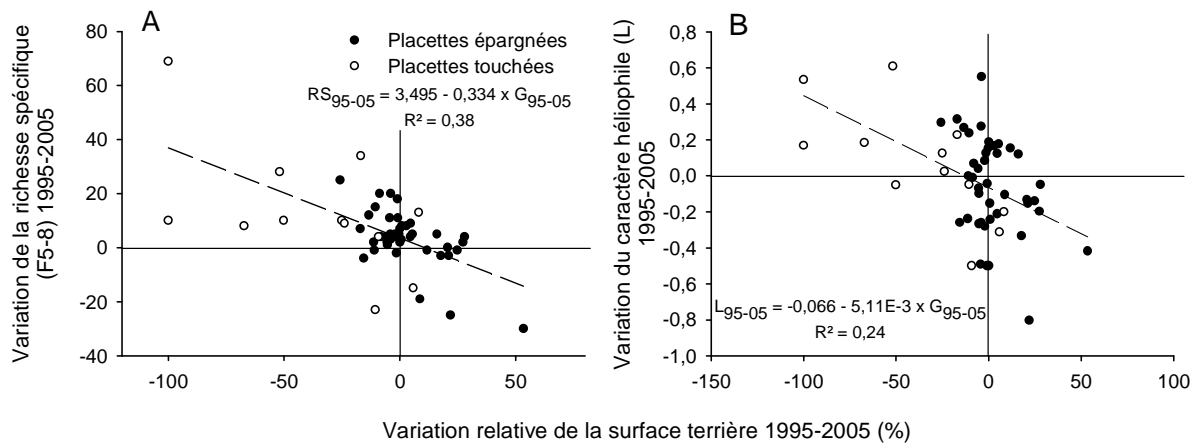 A
Placettes épargnées
Placettes touchées
RS95-05 = 3,495 - 0,334 x G95-05
R² = 0,38
Variation de la richesse spécifique
(F5-8) 1995-2005
80
60
40
20
0
-20
-40
-100
-50
0
50
B
Variation du caractère héliophile (L)
1995-2005
0,8
0,6
0,4
0,2
0,0
-0,2
-0,4
-0,6
-0,8
-1,0
L95-05 = -0,066 - 5,11E-3 x G95-05
R² = 0,24
-150
-100
-50
0
50
100
Variation relative de la surface terrière 1995-2005 (%)